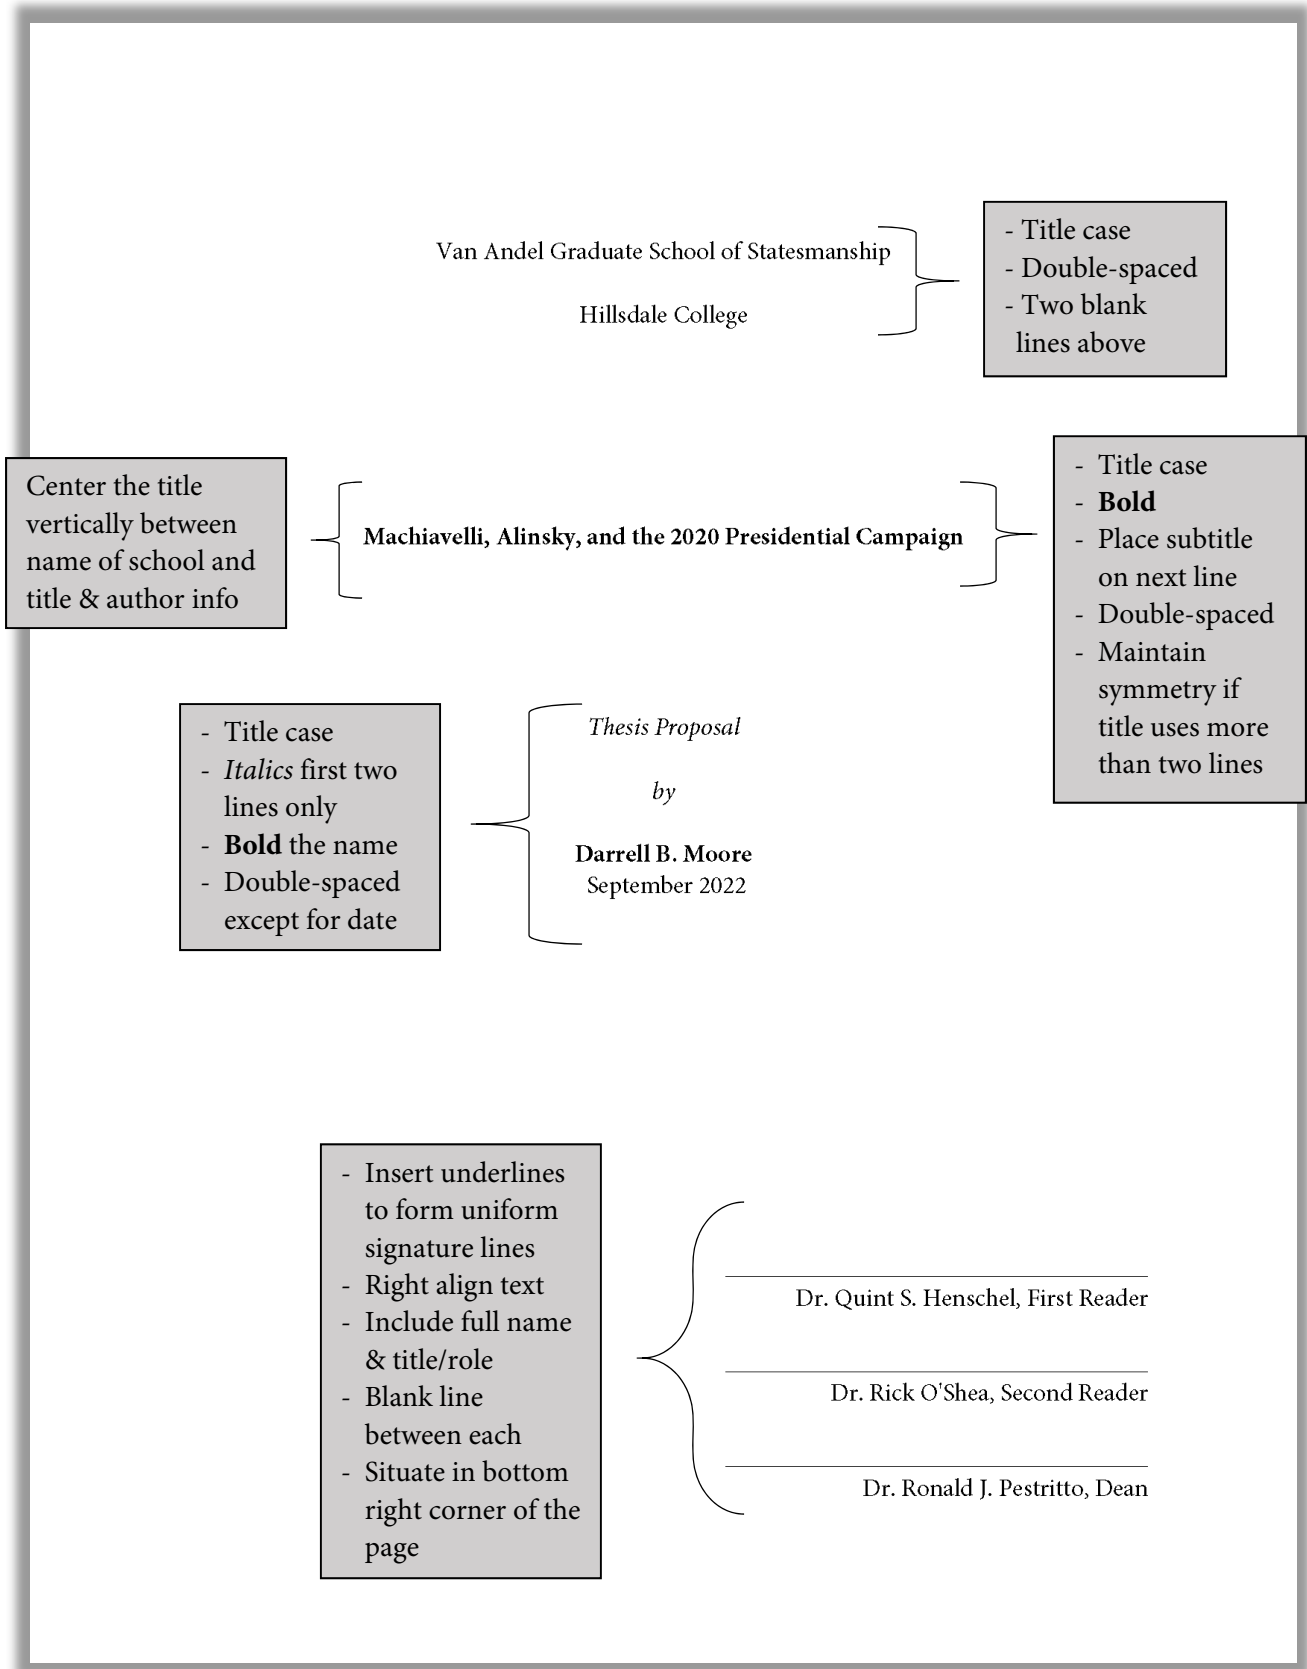 Van Andel Graduate School of Statesmanship
Hillsdale College
- Title case
- Double-spaced
- Two blank
lines above
Center the title
vertically between
name of school and
title & author info
Machiavelli, Alinsky, and the 2020 Presidential Campaign
- Title case
- Bold
- Place subtitle
on next line
- Double-spaced
- Maintain
symmetry if
title uses more
than two lines
- Title case
- Italics first two
lines only
- Bold the name
- Double-spaced
except for date
Thesis Proposal
by
Darrell B. Moore
September 2022
- Insert underlines
to form uniform
signature lines
- Right align text
- Include full name
& title/role
- Blank line
between each
- Situate in bottom
right corner of the
page
Dr. Quint S. Henschel, First Reader
Dr. Rick O'Shea, Second Reader
Dr. Ronald J. Pestritto, Dean